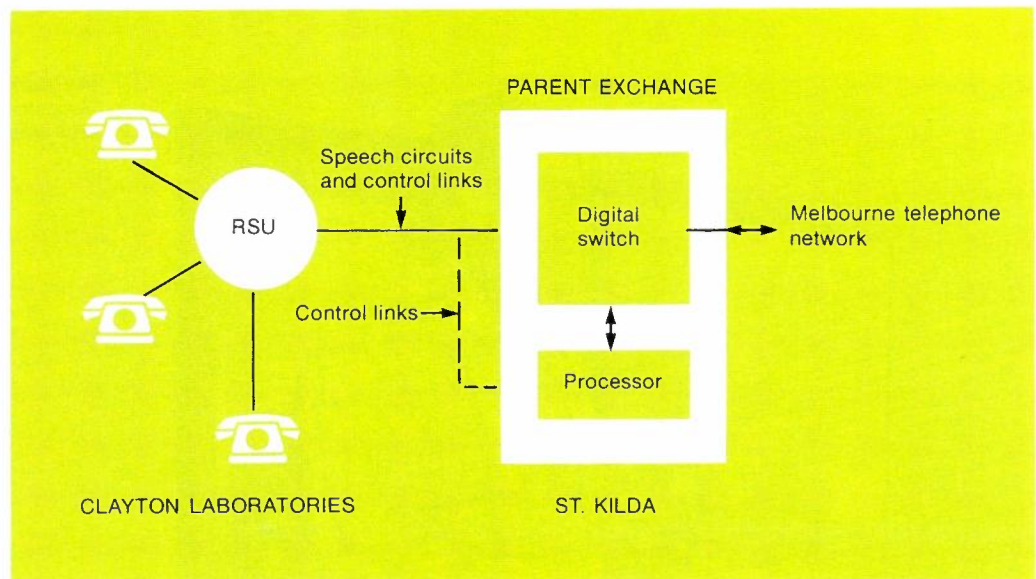 PARENT EXCHANGE
Speech circuits
and control links
RSU
Digital
switch
Melbourne telephone
network
Control links
Processor
CLAYTON LABORATORIES
ST. KILDA